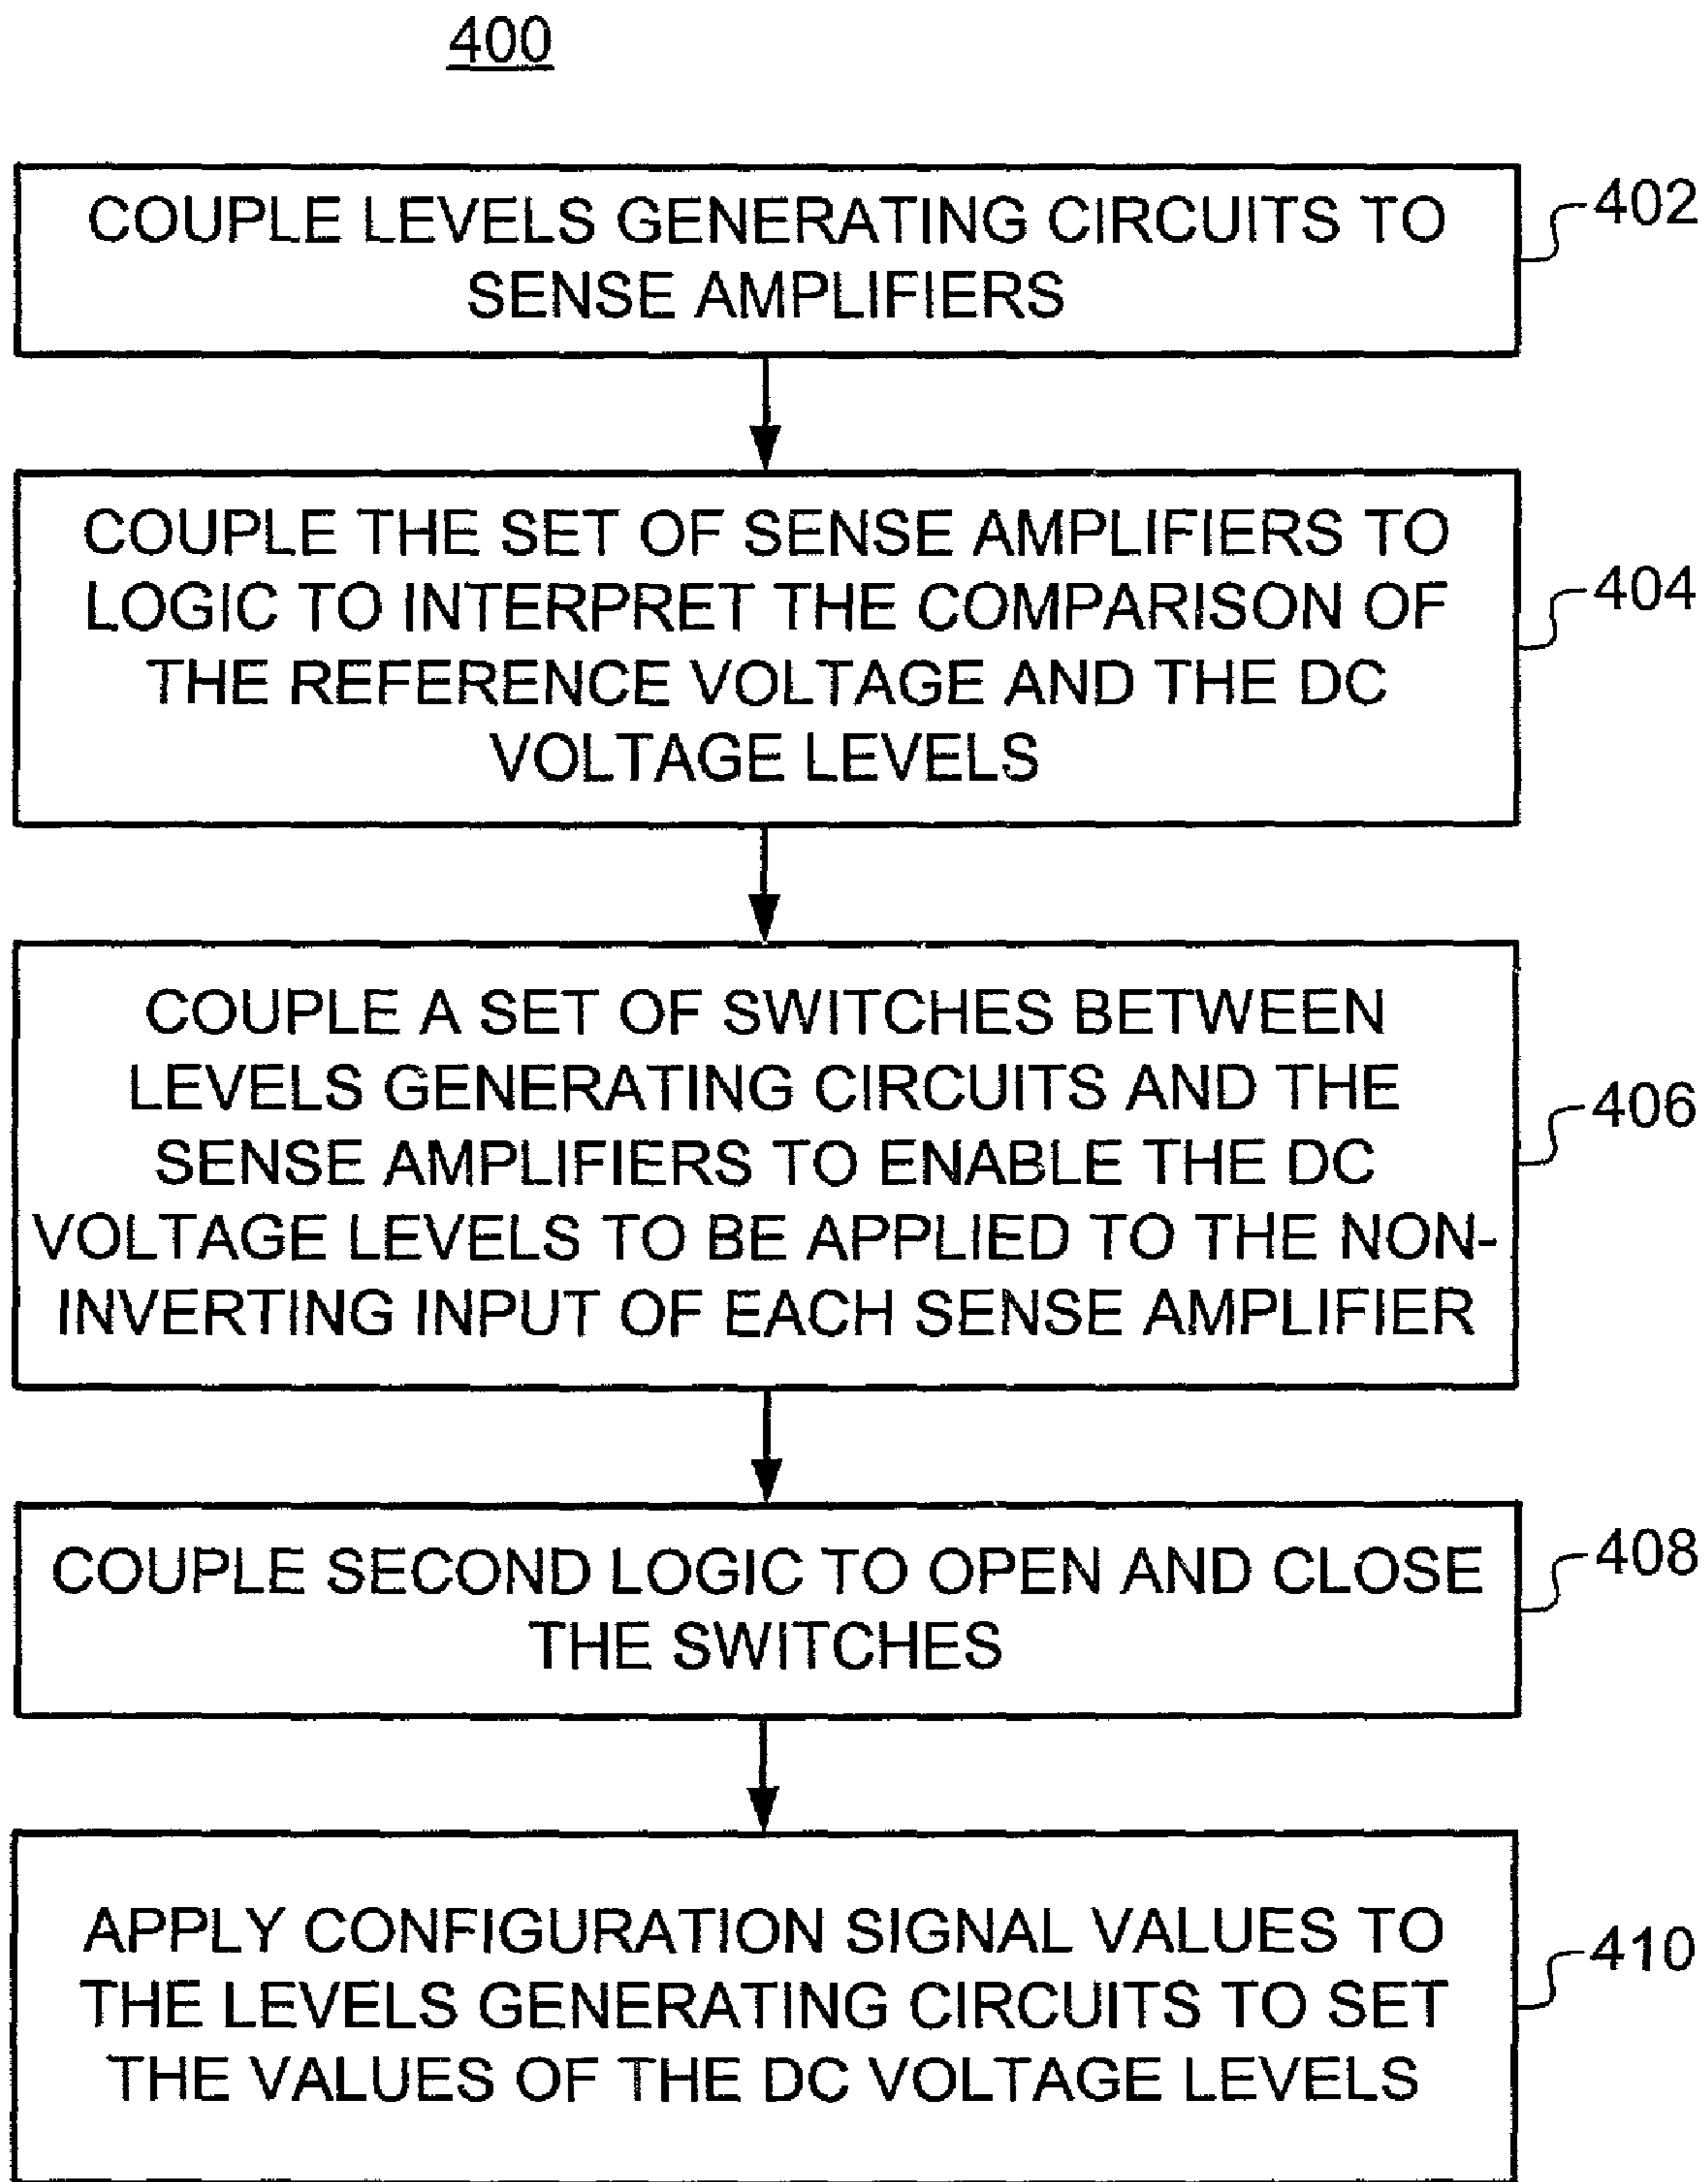 400
COUPLE LEVELS GENERATING CIRCUITS TO
SENSE AMPLIFIERS
402
COUPLE THE SET OF SENSE AMPLIFIERS TO
LOGIC TO INTERPRET THE COMPARISON OF
THE REFERENCE VOLTAGE AND THE DC
VOLTAGE LEVELS
404
COUPLE A SET OF SWITCHES BETWEEN
LEVELS GENERATING CIRCUITS AND THE
SENSE AMPLIFIERS TO ENABLE THE DC
VOLTAGE LEVELS TO BE APPLIED TO THE NON-
INVERTING INPUT OF EACH SENSE AMPLIFIER
406
COUPLE SECOND LOGIC TO OPEN AND CLOSE
THE SWITCHES
408
APPLY CONFIGURATION SIGNAL VALUES TO
THE LEVELS GENERATING CIRCUITS TO SET
THE VALUES OF THE DC VOLTAGE LEVELS
410